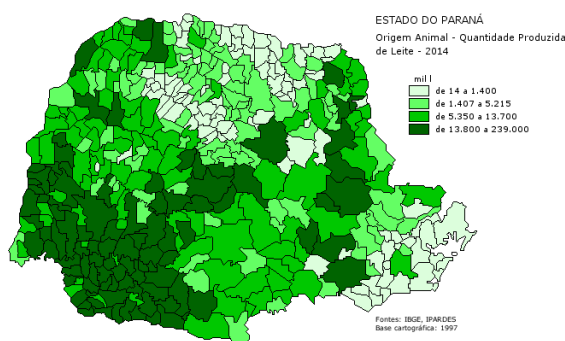 ESTADO DO PARANÁ
Origem Animal - Quantidade Produzida
de Leite - 2014
mil l
de 14 a 1.400
de 1.407 a 5.215
de 5.350 a 13.700
de 13.800 a 239.000
Fontes: IBGE, IPARDES
Base cartográfica: 1997